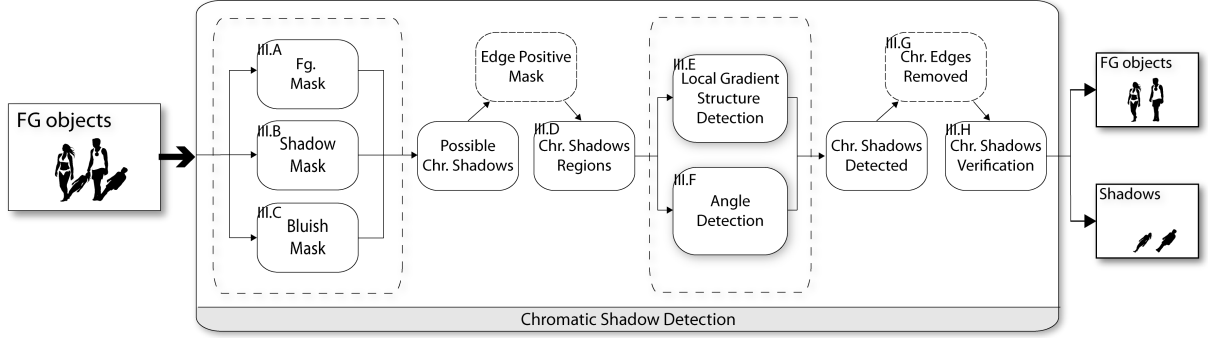 FG objects
III.A
Fg.
Mask
III.B
Shadow
Mask
III.C
Bluish
Mask
Possible
Chr. Shadows
Edge Positive
Mask
III.D
Chr. Shadows
Regions
III.E
Local Gradient
Structure
Detection
III.F
Angle
Detection
Chr. Shadows
Detected
III.G
Chr. Edges
Removed
III.H
Chr. Shadows
Verification
FG objects
Shadows
Chromatic Shadow Detection